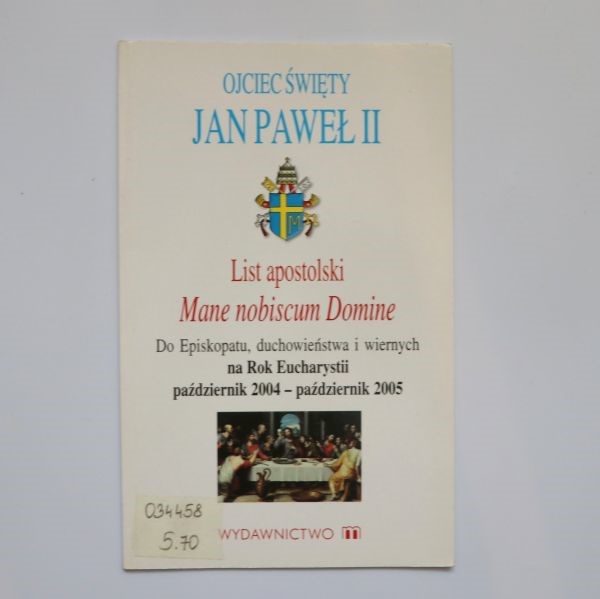 OJCIEC ŚWIĘTY
JAN PAWEŁ II
M
List apostolski
Mane nobiscum Domine
Do Episkopatu, duchowieństwa i wiernych
na Rok Eucharystii
październik 2004 – październik 2005
034458
5.70
WYDAWNICTWO m